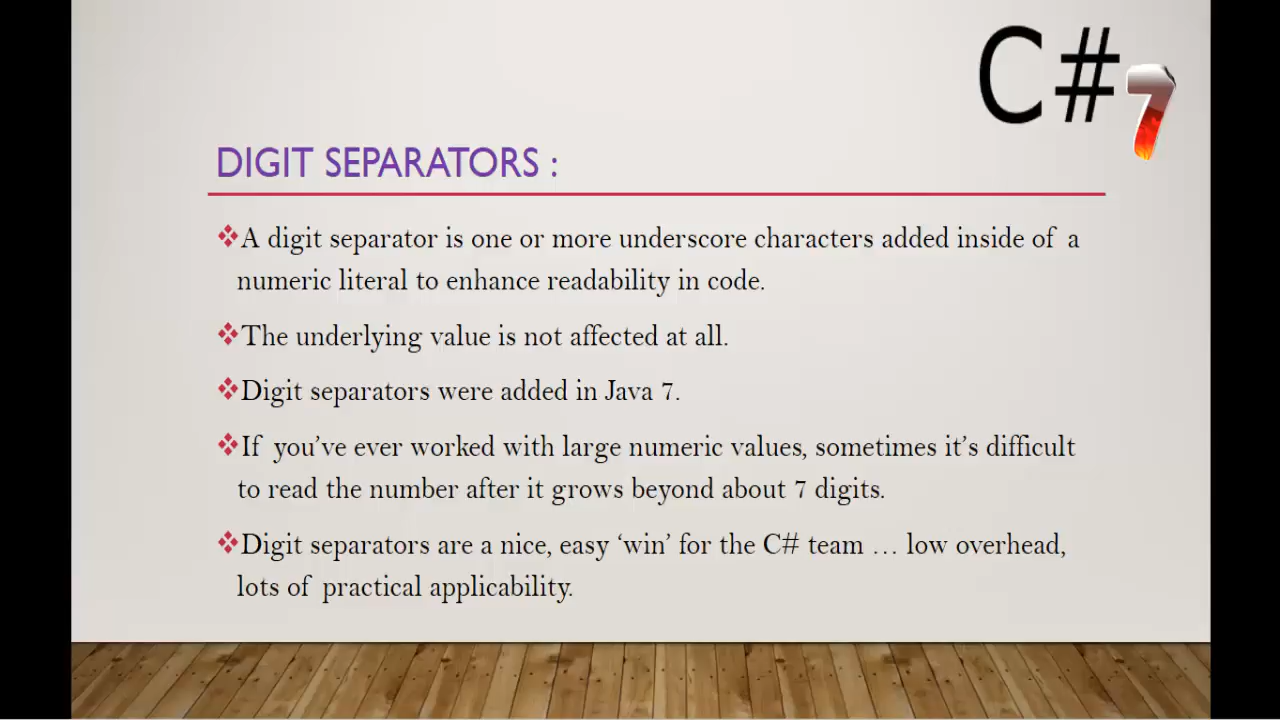 C#7
DIGIT SEPARATORS :
❖A digit separator is one or more underscore characters added inside of a
numeric literal to enhance readability in code.
❖The underlying value is not affected at all.
❖Digit separators were added in Java 7.
❖If you’ve ever worked with large numeric values, sometimes it’s difficult
to read the number after it grows beyond about 7 digits.
❖Digit separators are a nice, easy ‘win’ for the C# team … low overhead,
lots of practical applicability.